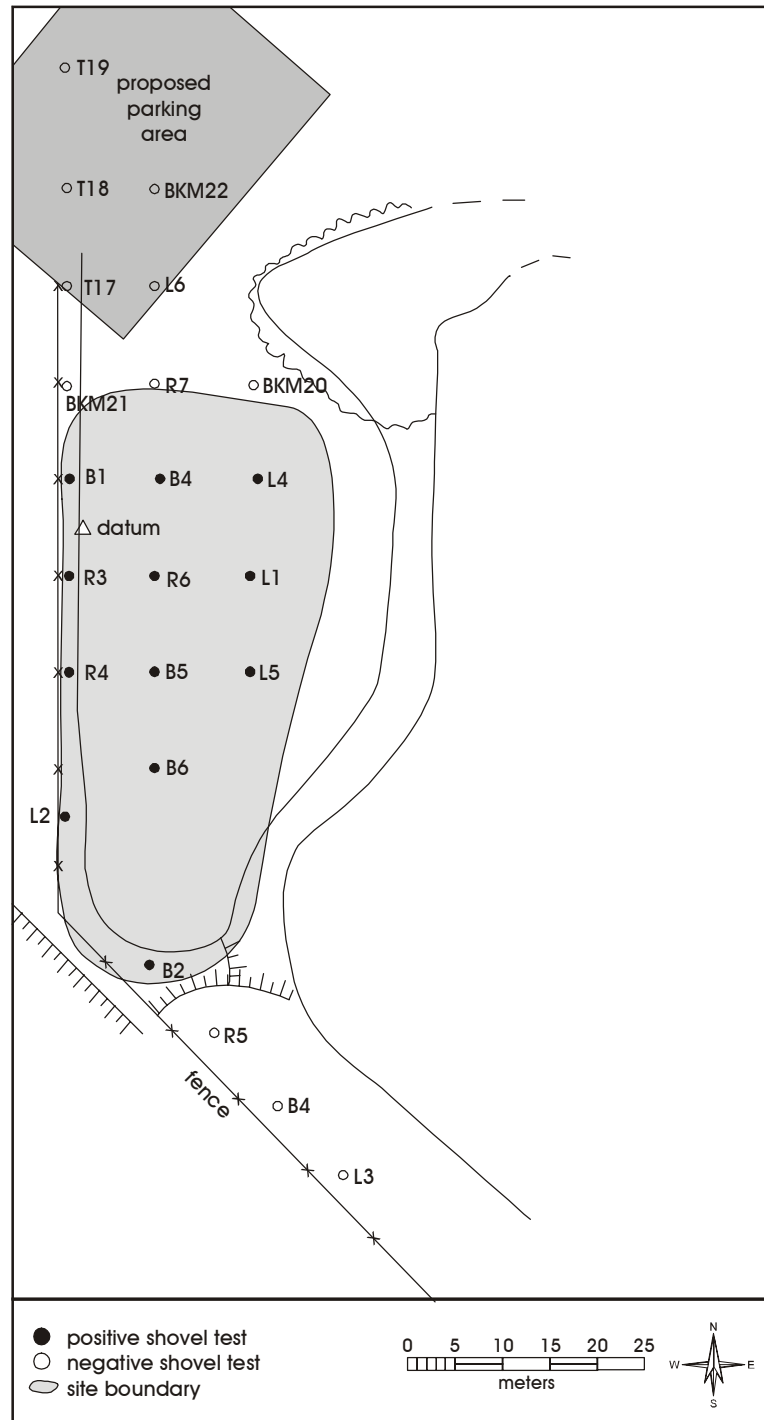 T19
proposed
parking
area
T18
BKM22
T17
L6
R7
BKM20
BKM21
B1
B4
L4
datum
R3
R6
L1
R4
B5
L5
B6
L2
B2
R5
fence
B4
L3
positive shovel test
negative shovel test
site boundary
0 5 10 15 20 25
meters
N
W E
S